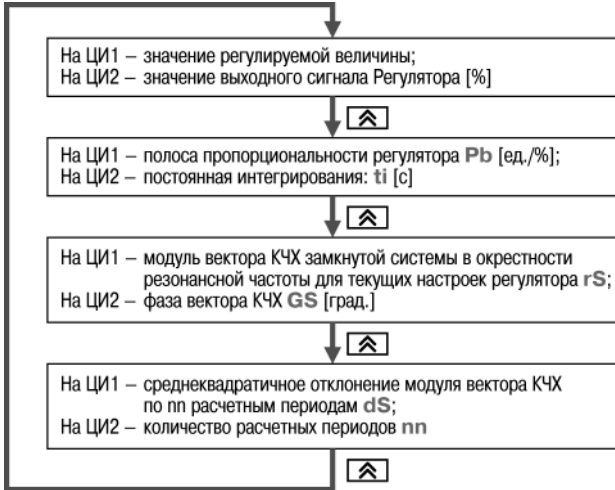 На ЦИ1 – значение регулируемой величины;
На ЦИ2 – значение выходного сигнала Регулятора [%]
На ЦИ1 – полоса пропорциональности регулятора Pb [ед./%];
На ЦИ2 – постоянная интегрирования: ti [с]
На ЦИ1 – модуль вектора КЧХ замкнутой системы в окрестности
резонансной частоты для текущих настроек регулятора rS;
На ЦИ2 – фаза вектора КЧХ GS [град.]
На ЦИ1 – среднеквадратичное отклонение модуля вектора КЧХ
по nn расчетным периодам dS;
На ЦИ2 – количество расчетных периодов nn